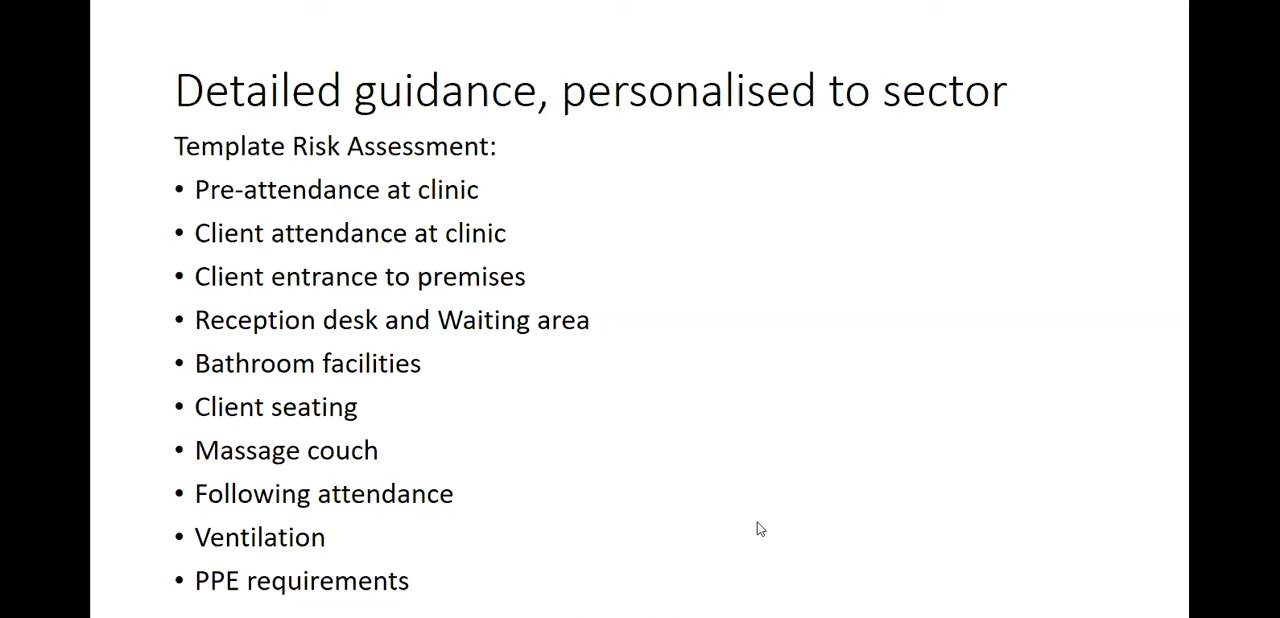 Detailed guidance, personalised to sector
Template Risk Assessment:
• Pre-attendance at clinic
• Client attendance at clinic
• Client entrance to premises
• Reception desk and Waiting area
• Bathroom facilities
• Client seating
• Massage couch
• Following attendance
• Ventilation
• PPE requirements